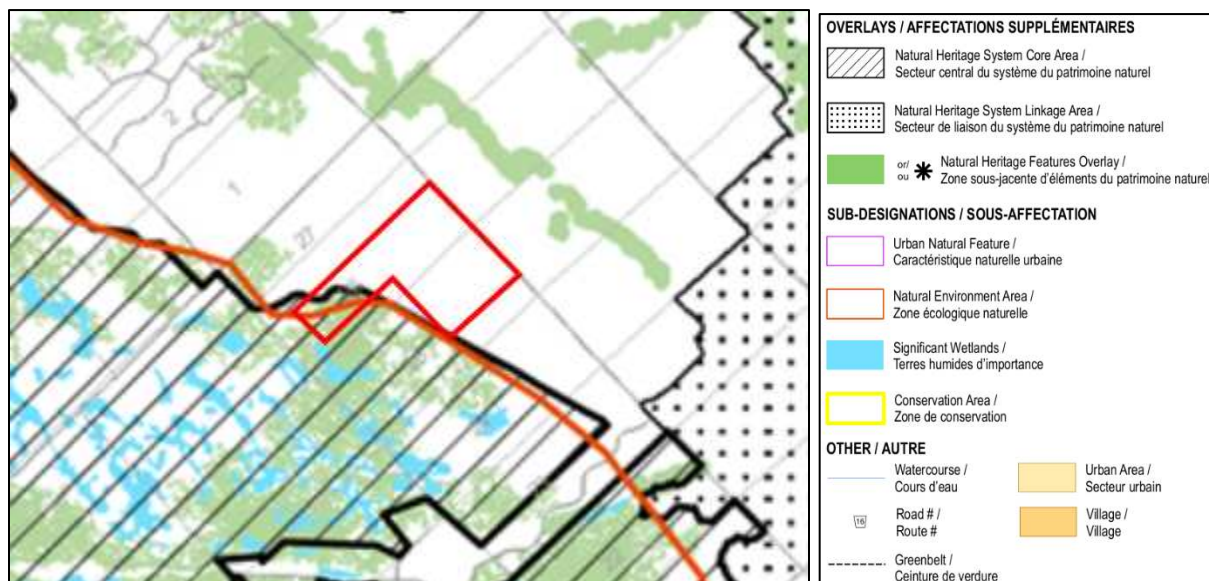 2
1
27
OVERLAYS / AFFECTATIONS SUPPLÉMENTAIRES
Natural Heritage System Core Area /
Secteur central du système du patrimoine naturel
Natural Heritage System Linkage Area /
Secteur de liaison du système du patrimoine naturel
or/
ou
Natural Heritage Features Overlay /
Zone sous-jacente d'éléments du patrimoine naturel
SUB-DESIGNATIONS / SOUS-AFFECTATION
Urban Natural Feature /
Caractéristique naturelle urbaine
Natural Environment Area /
Zone écologique naturelle
Significant Wetlands /
Terres humides d'importance
Conservation Area /
Zone de conservation
OTHER / AUTRE
Watercourse /
Cours d'eau
Urban Area /
Secteur urbain
16
Road # /
Route #
Village /
Village
Greenbelt /
Ceinture de verdure